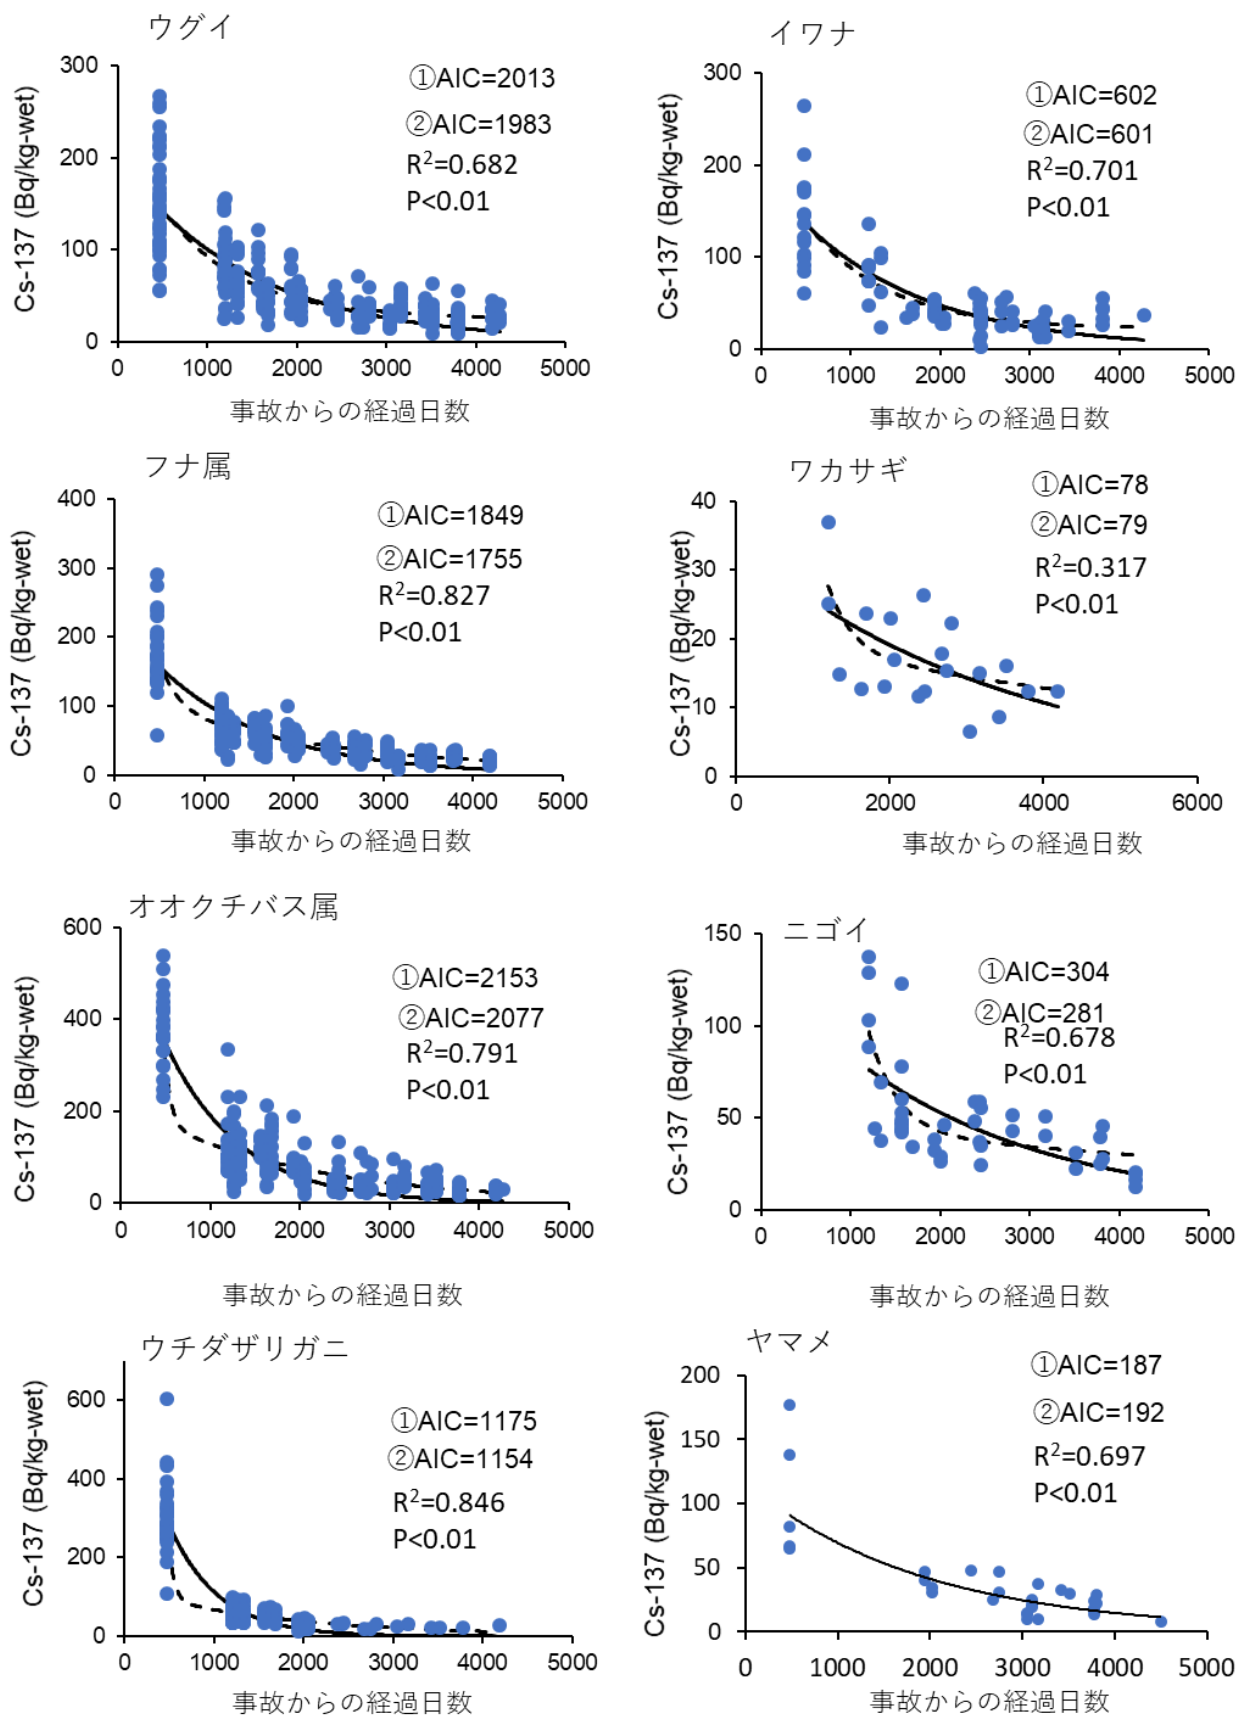 ウグイ
①AIC=2013
②AIC=1983
R²=0.682
P<0.01
300
200
100
0
0 1000 2000 3000 4000 5000
Cs-137 (Bq/kg-wet)
事故からの経過日数
イワナ
①AIC=602
②AIC=601
R²=0.701
P<0.01
300
200
100
0
0 1000 2000 3000 4000 5000
Cs-137 (Bq/kg-wet)
事故からの経過日数
フナ属
①AIC=1849
②AIC=1755
R²=0.827
P<0.01
400
300
200
100
0
0 1000 2000 3000 4000 5000
Cs-137 (Bq/kg-wet)
事故からの経過日数
ワカサギ
①AIC=78
②AIC=79
R²=0.317
P<0.01
40
30
20
10
0
0 2000 4000 6000
Cs-137 (Bq/kg-wet)
事故からの経過日数
オオクチバス属
①AIC=2153
②AIC=2077
R²=0.791
P<0.01
600
400
200
0
0 1000 2000 3000 4000 5000
Cs-137 (Bq/kg-wet)
事故からの経過日数
ニゴイ
①AIC=304
②AIC=281
R²=0.678
P<0.01
150
100
50
0
0 1000 2000 3000 4000 5000
Cs-137 (Bq/kg-wet)
事故からの経過日数
ウチダザリガニ
①AIC=1175
②AIC=1154
R²=0.846
P<0.01
600
400
200
0
0 1000 2000 3000 4000 5000
Cs-137 (Bq/kg-wet)
事故からの経過日数
ヤマメ
①AIC=187
②AIC=192
R²=0.697
P<0.01
200
150
100
50
0
0 1000 2000 3000 4000 5000
Cs-137 (Bq/kg-wet)
事故からの経過日数